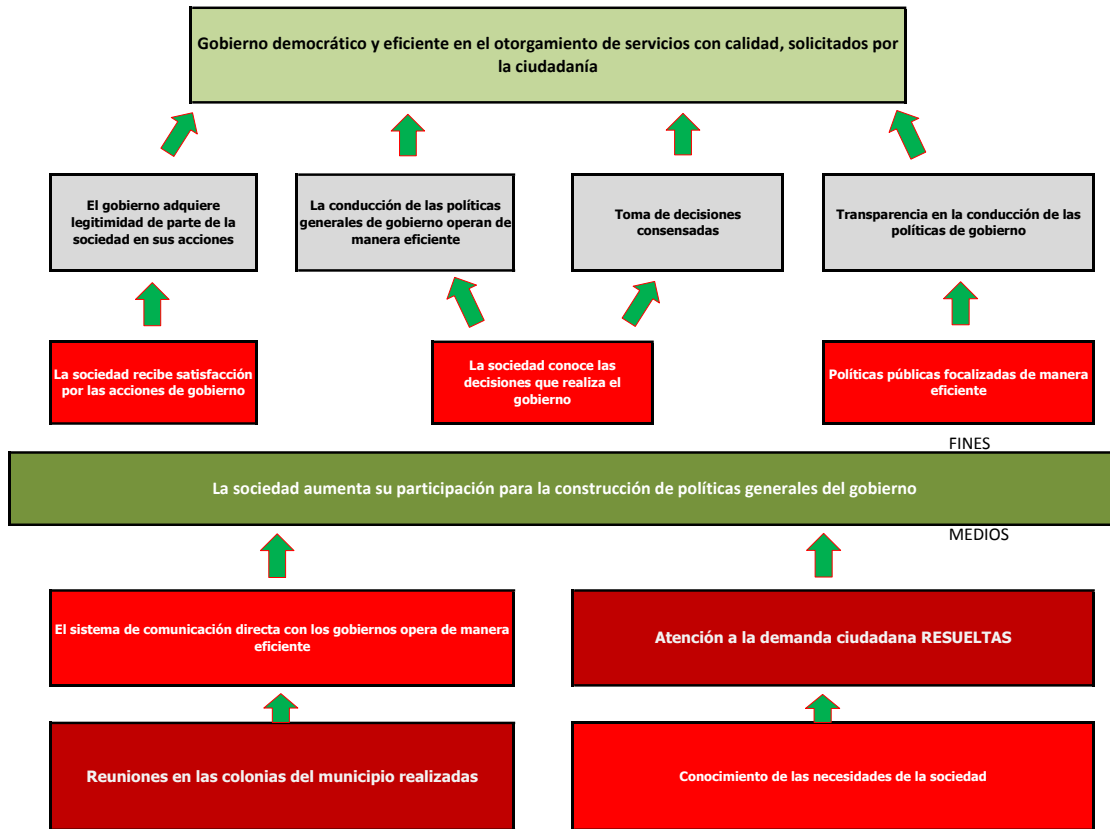 Gobierno democrático y eficiente en el otorgamiento de servicios con calidad, solicitados por
la ciudadanía
El gobierno adquiere
legitimidad de parte de la
sociedad en sus acciones
La conducción de las políticas
generales de gobierno operan de
manera eficiente
Toma de decisiones
consensadas
Transparencia en la conducción de las
políticas de gobierno
La sociedad recibe satisfacción
por las acciones de gobierno
La sociedad conoce las
decisiones que realiza el
gobierno
Políticas públicas focalizadas de manera
eficiente
FINES
La sociedad aumenta su participación para la construcción de políticas generales del gobierno
MEDIOS
El sistema de comunicación directa con los gobiernos opera de manera
eficiente
Atención a la demanda ciudadana RESUELTAS
Reuniones en las colonias del municipio realizadas
Conocimiento de las necesidades de la sociedad